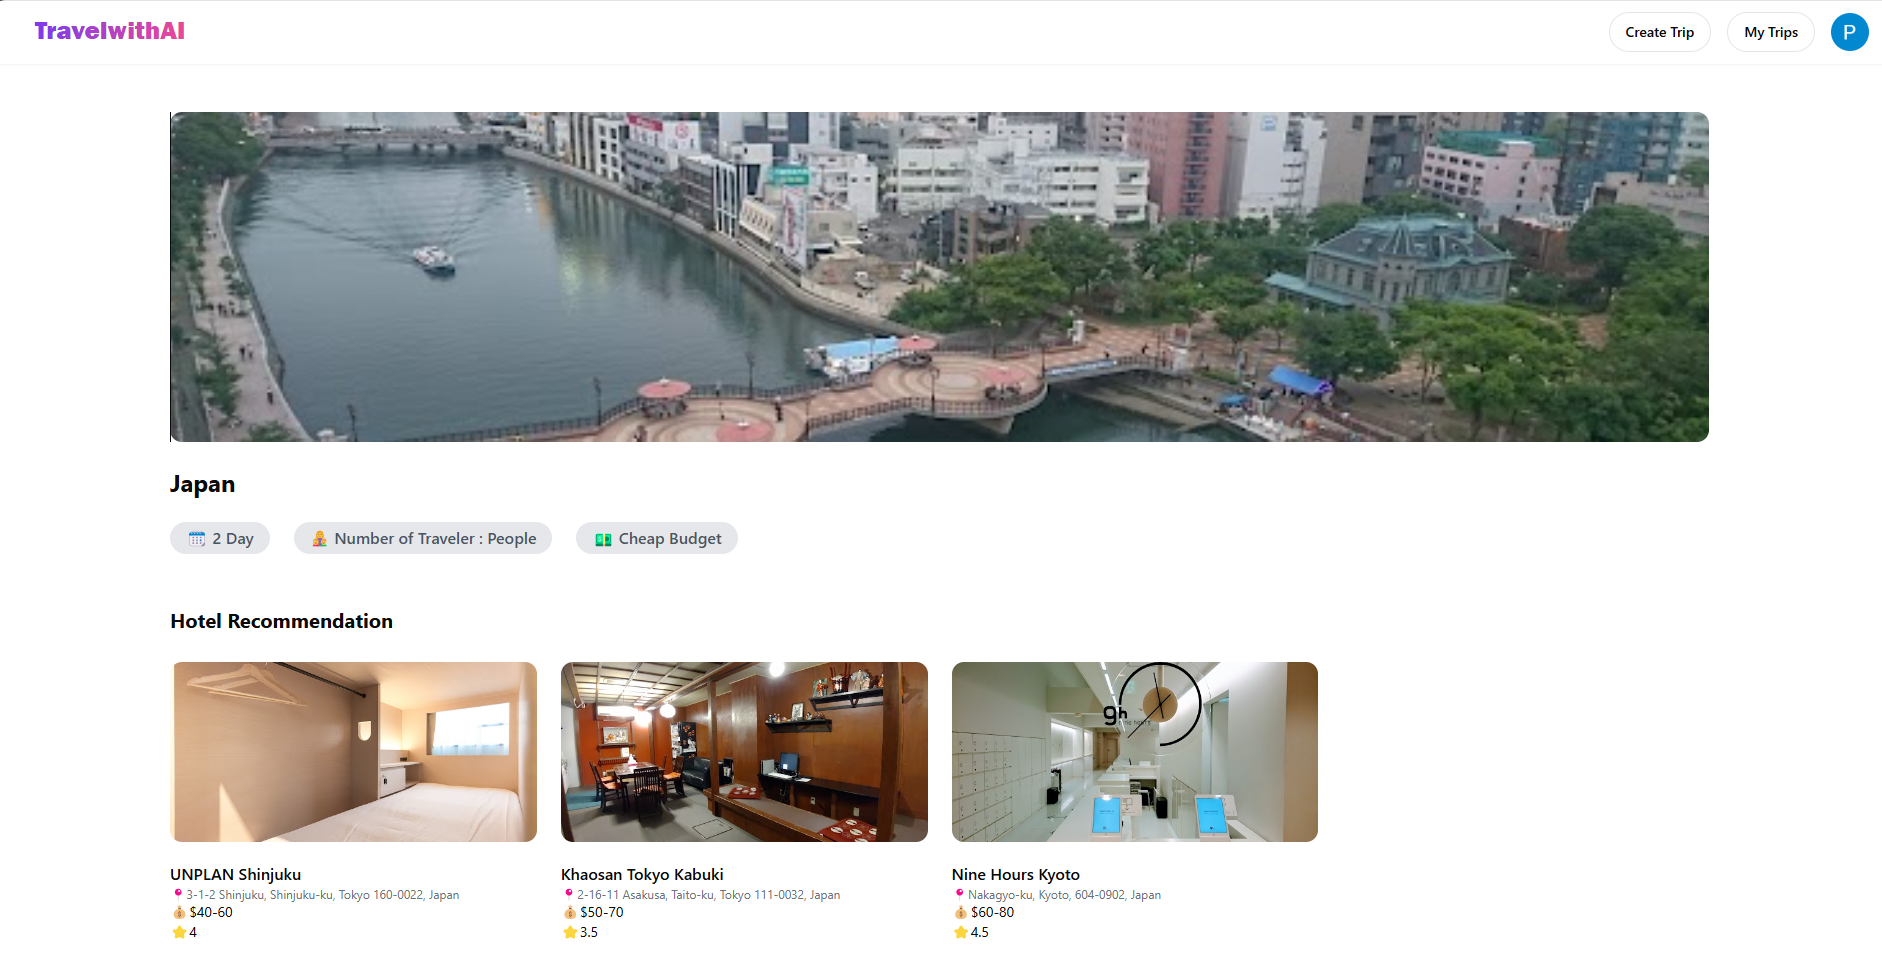 TravelwithAI
Create Trip
My Trips
P
Japan
2 Day
Number of Traveler : People
Cheap Budget
Hotel Recommendation
9h
UNPLAN Shinjuku
3-1-2 Shinjuku, Shinjuku-ku, Tokyo 160-0022, Japan
$40-60
4
Khaosan Tokyo Kabuki
2-16-11 Asakusa, Taito-ku, Tokyo 111-0032, Japan
$50-70
3.5
Nine Hours Kyoto
Nakagyo-ku, Kyoto, 604-0902, Japan
$60-80
4.5